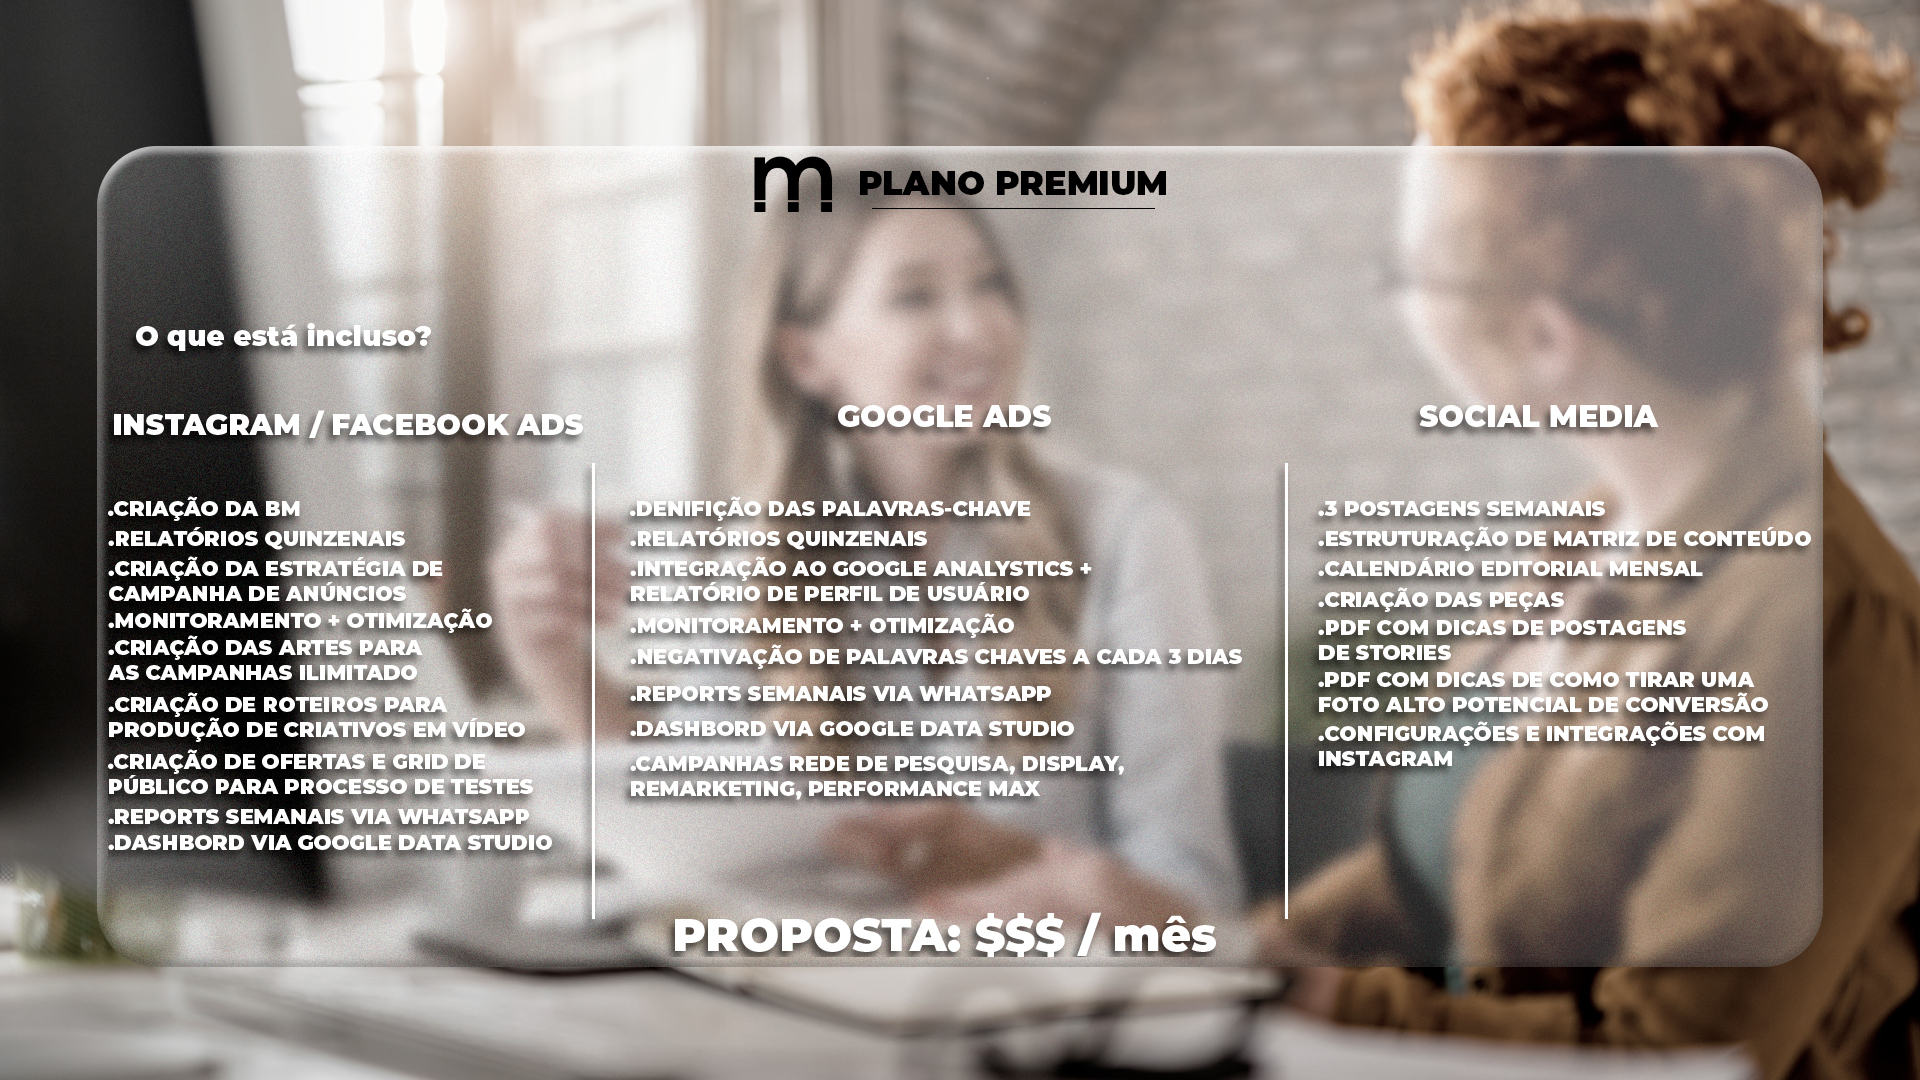 m PLANO PREMIUM
O que está incluso?
INSTAGRAM / FACEBOOK ADS
.CRIAÇÃO DA BM
.RELATÓRIOS QUINZENAIS
.CRIAÇÃO DA ESTRATÉGIA DE
CAMPANHA DE ANÚNCIOS
.MONITORAMENTO + OTIMIZAÇÃO
.CRIAÇÃO DAS ARTES PARA
AS CAMPANHAS ILIMITADO
.CRIAÇÃO DE ROTEIROS PARA
PRODUÇÃO DE CRIATIVOS EM VÍDEO
.CRIAÇÃO DE OFERTAS E GRID DE
PÚBLICO PARA PROCESSO DE TESTES
.REPORTS SEMANAIS VIA WHATSAPP
.DASHBORD VIA GOOGLE DATA STUDIO
GOOGLE ADS
.DENIFIÇÃO DAS PALAVRAS-CHAVE
.RELATÓRIOS QUINZENAIS
.INTEGRAÇÃO AO GOOGLE ANALYSTICS +
RELATÓRIO DE PERFIL DE USUÁRIO
.MONITORAMENTO + OTIMIZAÇÃO
.NEGATIVAÇÃO DE PALAVRAS CHAVES A CADA 3 DIAS
.REPORTS SEMANAIS VIA WHATSAPP
.DASHBORD VIA GOOGLE DATA STUDIO
.CAMPANHAS REDE DE PESQUISA, DISPLAY,
REMARKETING, PERFORMANCE MAX
SOCIAL MEDIA
.3 POSTAGENS SEMANAIS
.ESTRUTURAÇÃO DE MATRIZ DE CONTEÚDO
.CALENDÁRIO EDITORIAL MENSAL
.CRIAÇÃO DAS PEÇAS
.PDF COM DICAS DE POSTAGENS
DE STORIES
.PDF COM DICAS DE COMO TIRAR UMA
FOTO ALTO POTENCIAL DE CONVERSÃO
.CONFIGURAÇÕES E INTEGRAÇÕES COM
INSTAGRAM
PROPOSTA: $$$ / mês